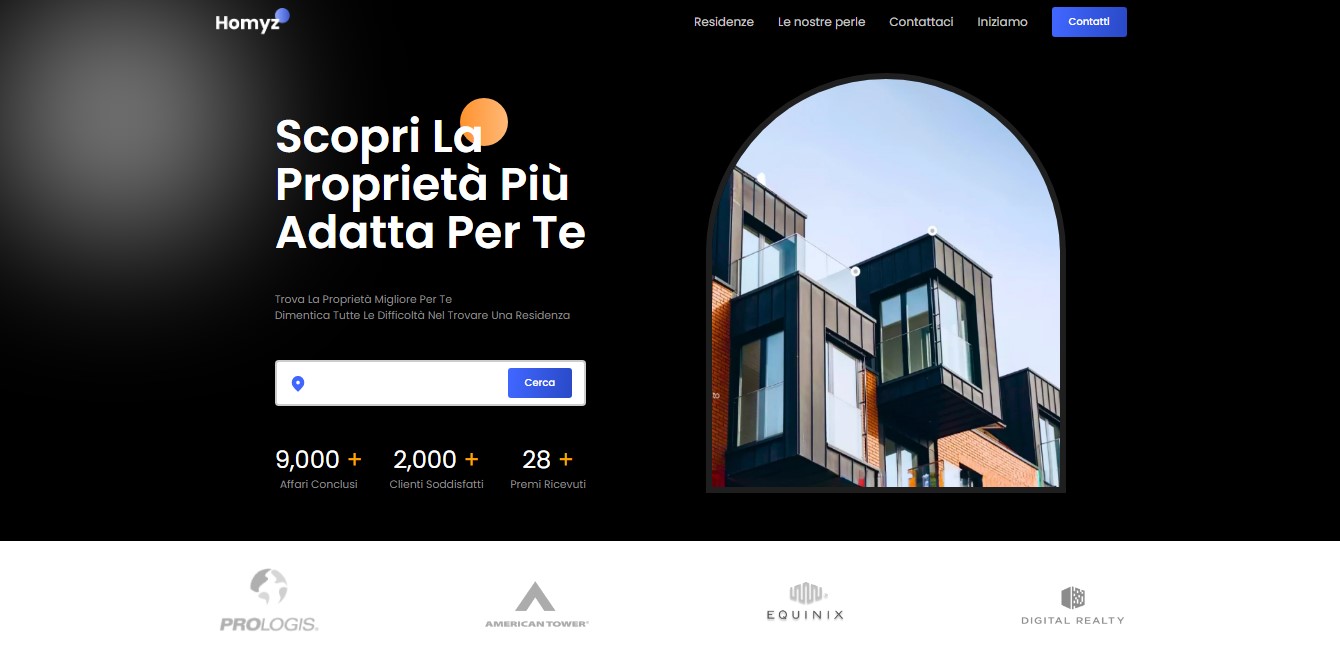 Homyz
Residenze
Le nostre perle
Contattaci
Iniziamo
Contatti
Scopri La
Proprietà Più
Adatta Per Te
Trova La Proprietà Migliore Per Te
Dimentica Tutte Le Difficoltà Nel Trovare Una Residenza
Cerca
9,000 +
2,000 +
28 +
Affari Conclusi
Clienti Soddisfatti
Premi Ricevuti
to
PROLOGIS®
AMERICAN TOWER®
EQUINIX
DIGITAL REALTY